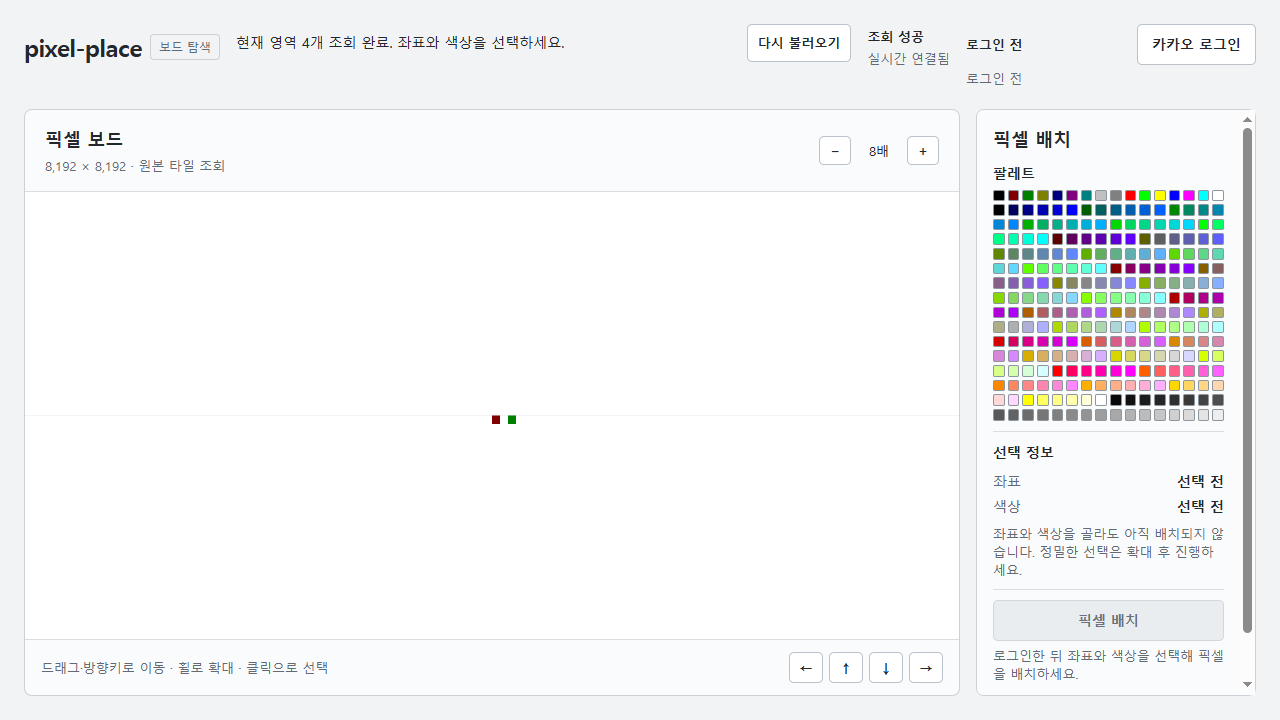 pixel-place
보드 탐색
현재 영역 4개 조회 완료. 좌표와 색상을 선택하세요.
다시 불러오기
조회 성공
실시간 연결됨
로그인 전
로그인 전
카카오 로그인
픽셀 보드
8,192 × 8,192 · 원본 타일 조회
−
8배
+
드래그·방향키로 이동 · 휠로 확대 · 클릭으로 선택
←
↑
↓
→
픽셀 배치
팔레트
선택 정보
좌표 선택 전
색상 선택 전
좌표와 색상을 골라도 아직 배치되지 않
습니다. 정밀한 선택은 확대 후 진행하
세요.
픽셀 배치
로그인한 뒤 좌표와 색상을 선택해 픽셀
을 배치하세요.